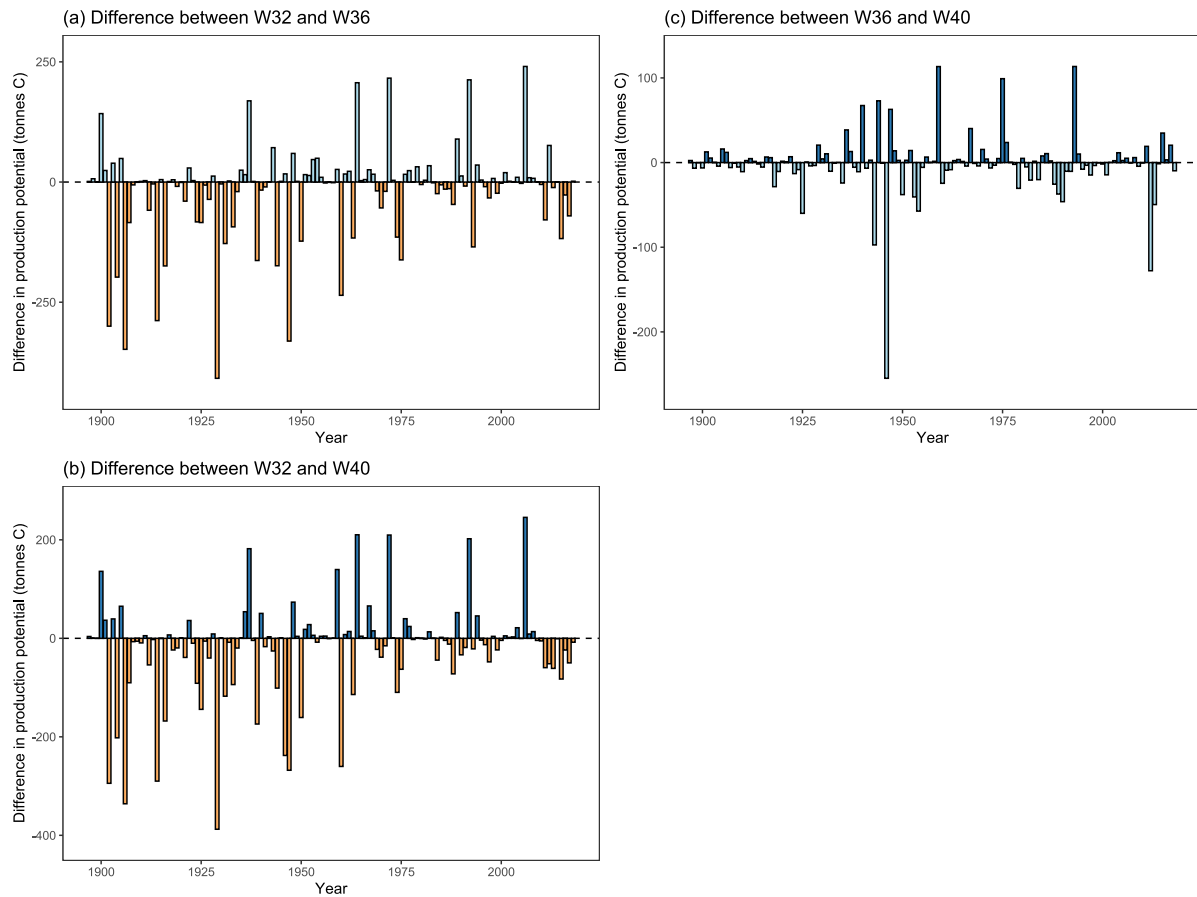 (a) Difference between W32 and W36
Difference in production potential (tonnes C)
250
0
-250
1900 1925 1950 1975 2000
Year
(c) Difference between W36 and W40
Difference in production potential (tonnes C)
100
0
-100
-200
1900 1925 1950 1975 2000
Year
(b) Difference between W32 and W40
Difference in production potential (tonnes C)
200
0
-200
-400
1900 1925 1950 1975 2000
Year